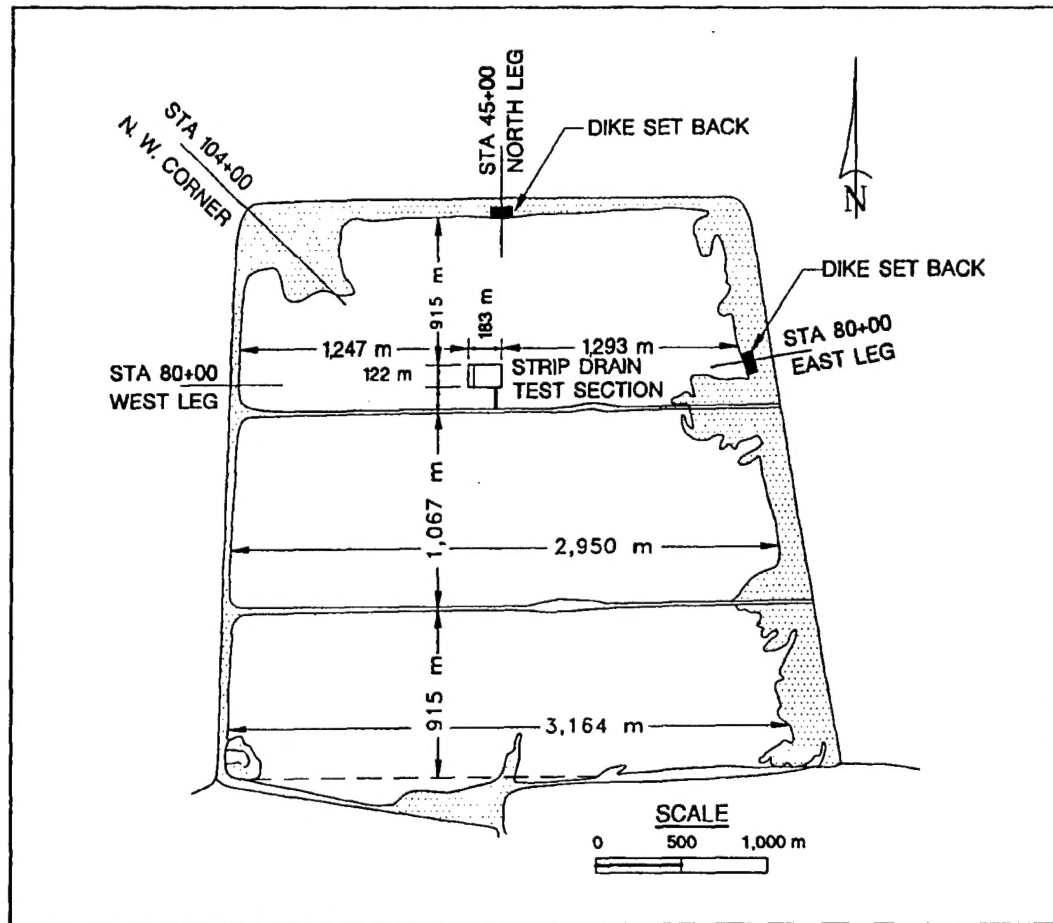 STA 45+00
NORTH LEG
DIKE SET BACK
STA 104+00
N. W. CORNER
N
DIKE SET BACK
915 m
183 m
1,247 m
1,293 m
STA 80+00
EAST LEG
122 m
STRIP DRAIN
TEST SECTION
STA 80+00
WEST LEG
1,067 m
2,950 m
915 m
3,164 m
SCALE
0 500 1,000 m